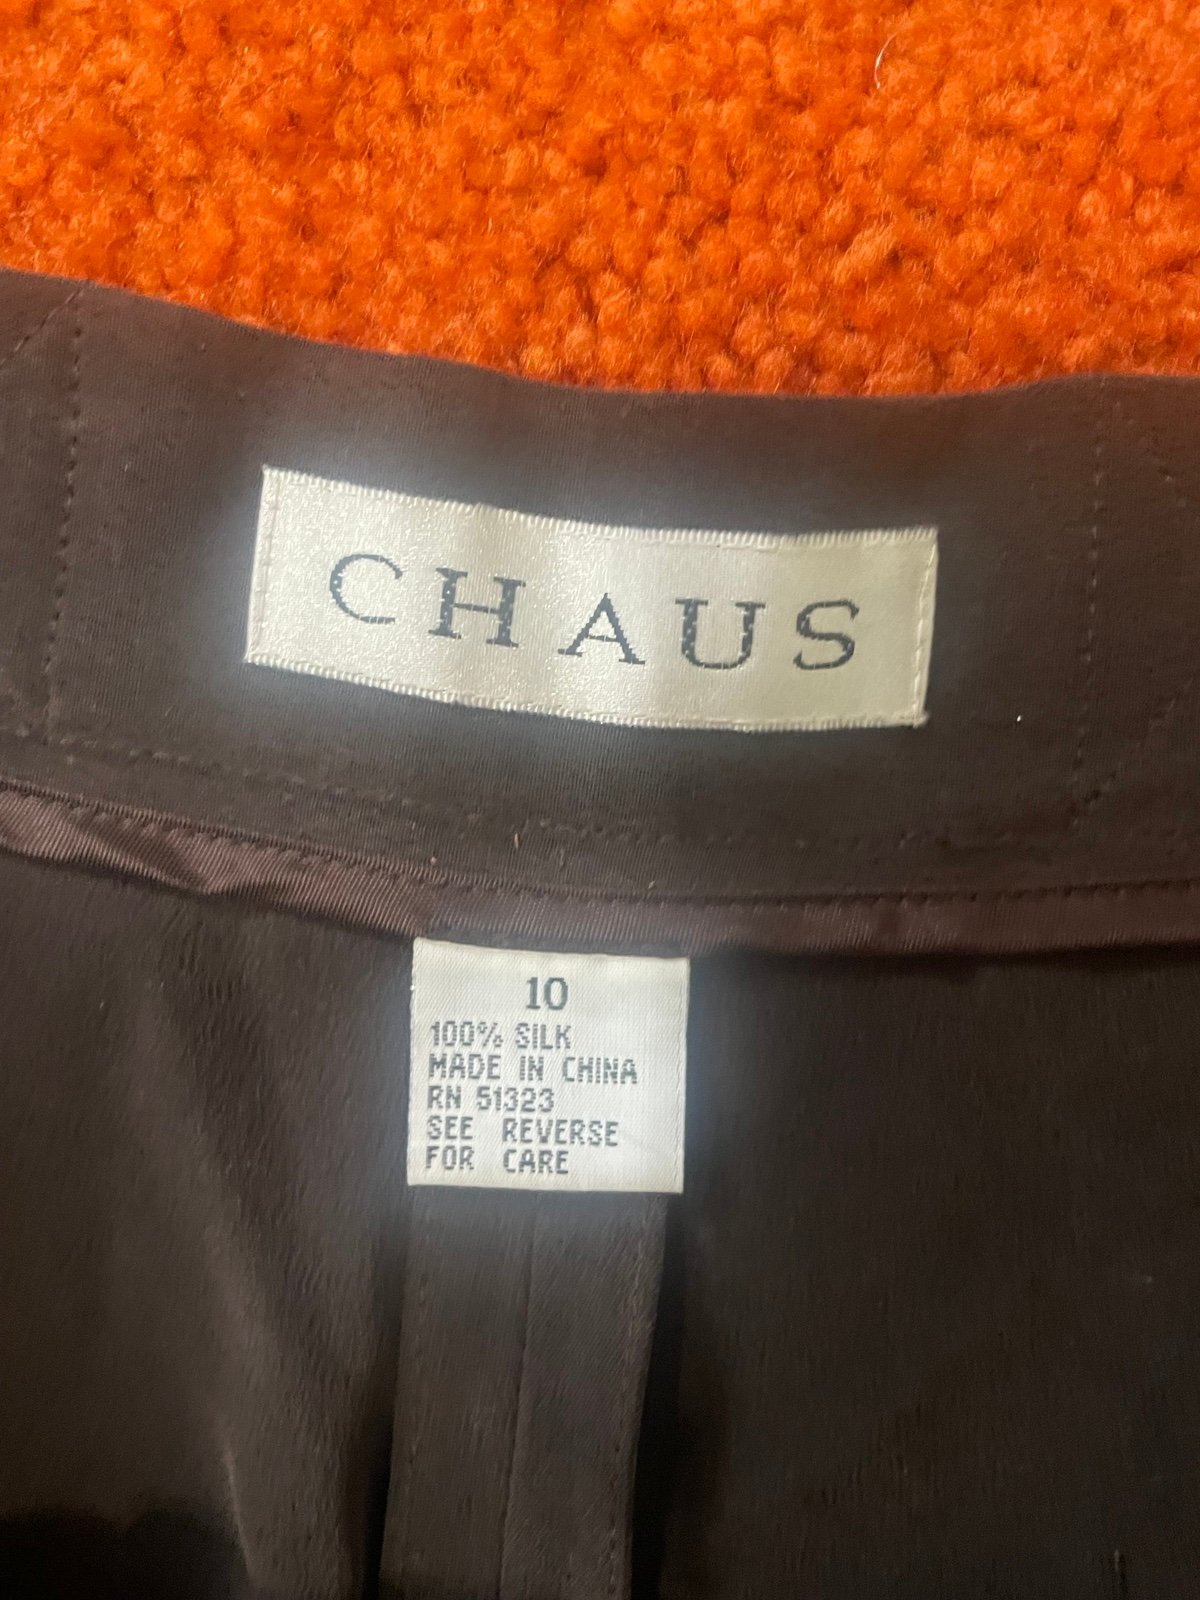 CHAUS
10
100% SILK
MADE IN CHINA
RN 51323
SEE REVERSE
FOR CARE